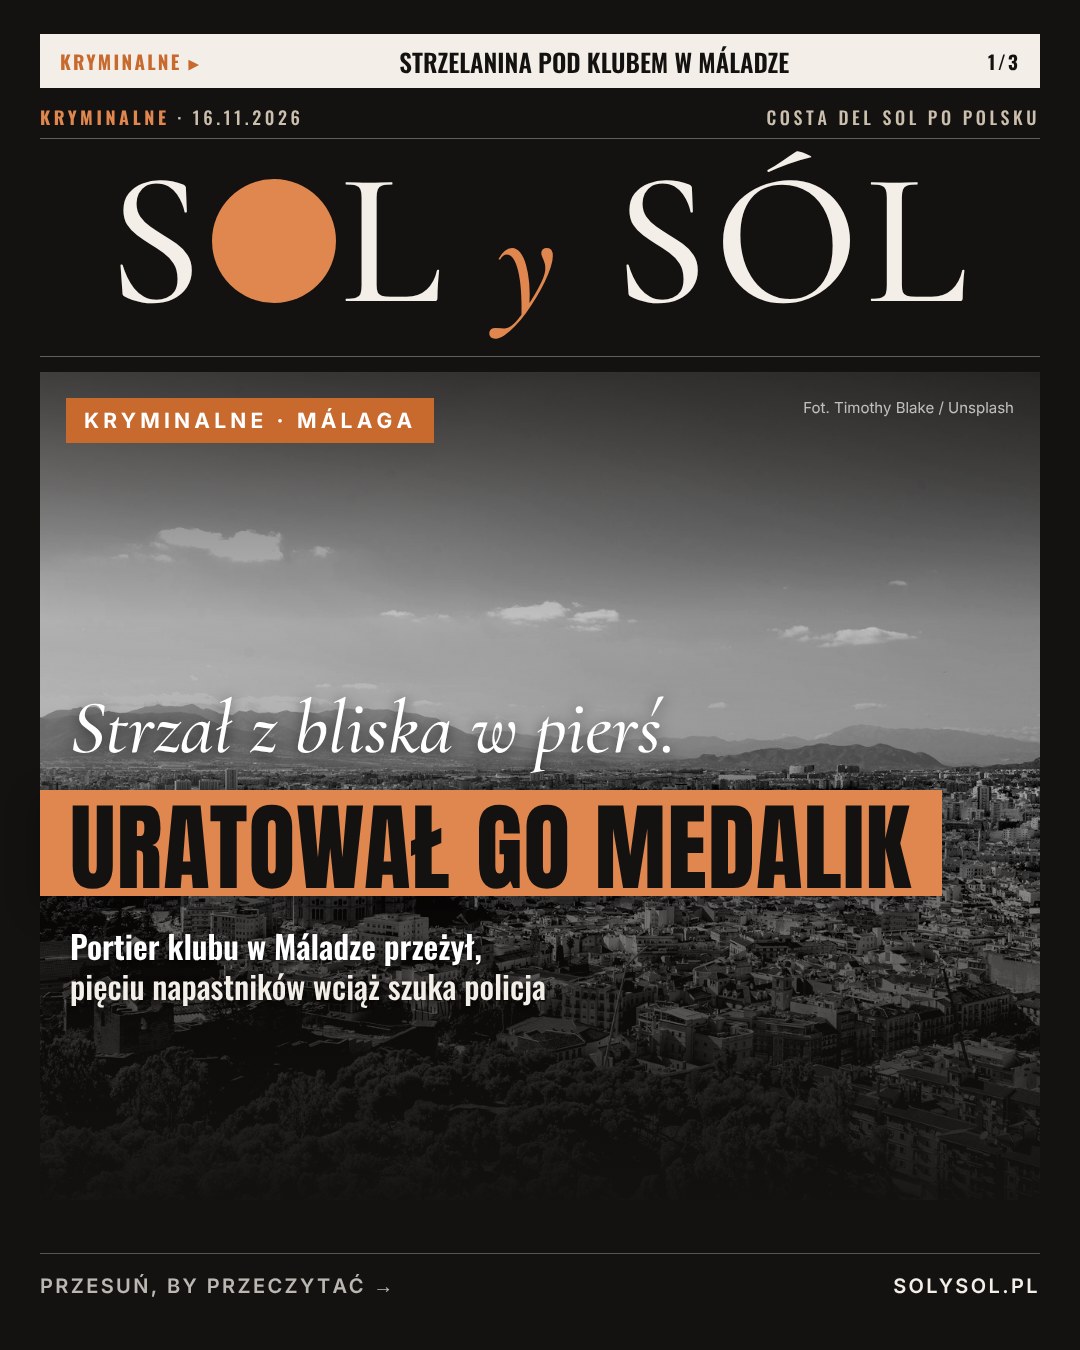 KRYMINALNE ▸ STRZELANINA POD KLUBEM W MÁLADZE 1/3
KRYMINALNE · 16.11.2026 COSTA DEL SOL PO POLSKU
SOL y SÓL
KRYMINALNE · MÁLAGA
Fot. Timothy Blake / Unsplash
Strzał z bliska w pierś.
URATOWAŁ GO MEDALIK
Portier klubu w Máladze przeżył,
pięciu napastników wciąż szuka policja
PRZESUŃ, BY PRZECZYTAĆ → SOLYSOL.PL